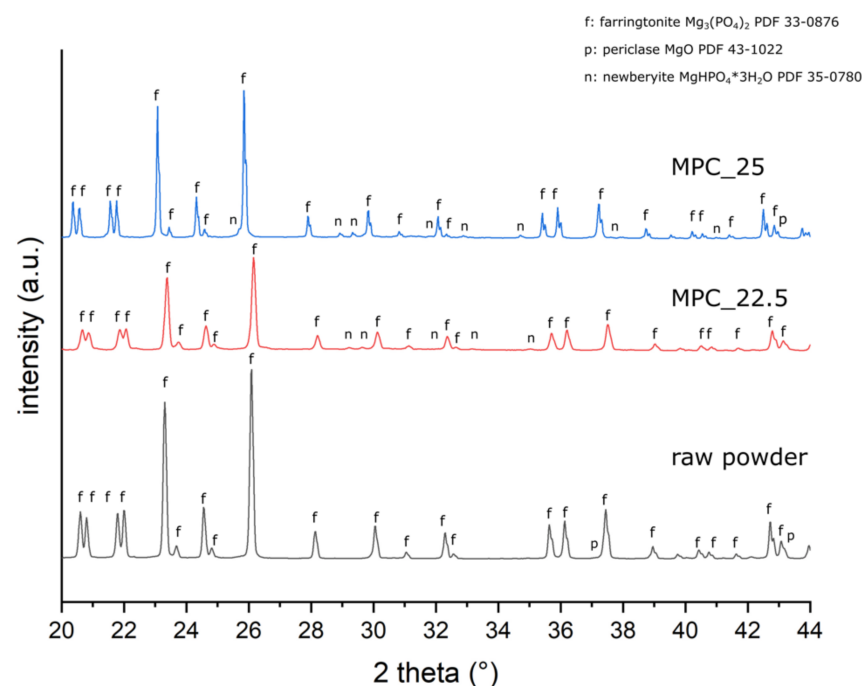 f: farringtonite Mg₃(PO₄)₂ PDF 33-0876
p: periclase MgO PDF 43-1022
n: newberyite MgHPO₄*3H₂O PDF 35-0780
f
f
MPC_25
f f f f f f f f
f f f n f f n f
f n n n n n f p
f f
MPC_22.5
f f f f f f f f f f
f f n n f n f n n f f f f f
f
f
raw powder
f f f f f f f f f f
f f f f p f f f f f p
intensity (a.u.)
20 22 24 26 28 30 32 34 36 38 40 42 44
2 theta (°)